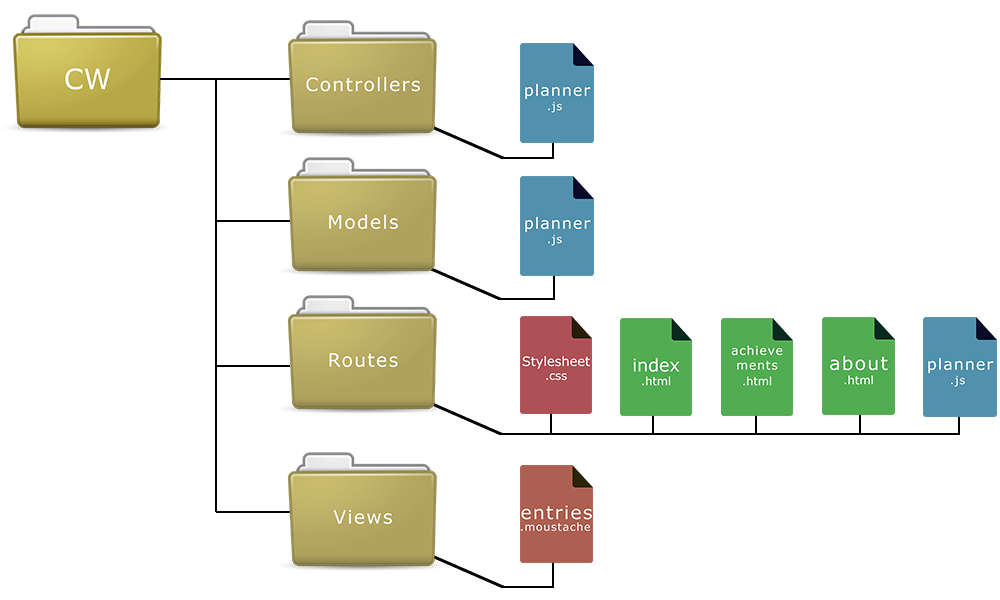 CW
Controllers
planner
.js
Models
planner
.js
Routes
Stylesheet
.css
index
.html
achieve
ments
.html
about
.html
planner
.js
Views
entries
.moustache